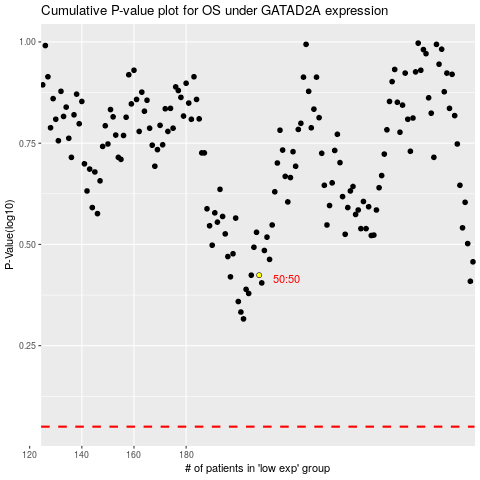 Cumulative P-value plot for OS under GATAD2A expression
1.00
0.75
0.50
0.25
P-Value(log10)
50:50
120 124 140 160 180
# of patients in 'low exp' group